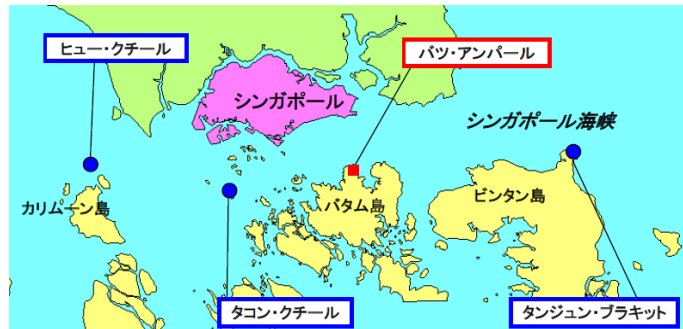 ヒュー・クチール
バツ・アンパール
シンガポール
シンガポール海峡
カリムーン島
バタム島
ビンタン島
タコン・クチール
タンジュン・ブラキット